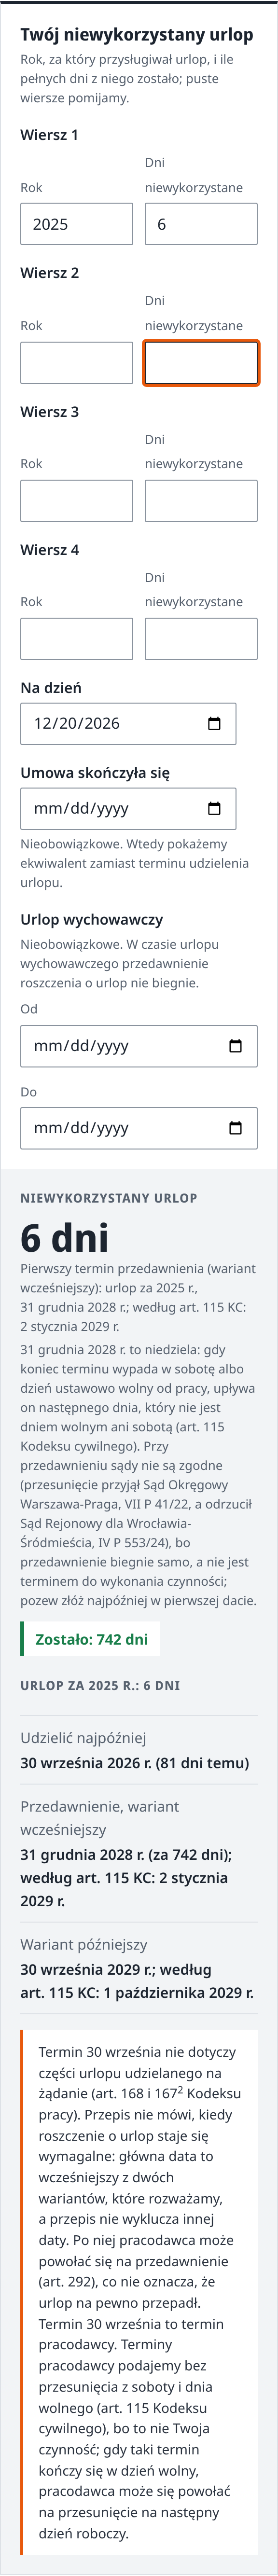 Twój niewykorzystany urlop
Rok, za który przysługiwał urlop, i ile
pełnych dni z niego zostało; puste
wiersze pomijamy.
Wiersz 1
Rok
Dni
niewykorzystane
2025
6
Wiersz 2
Rok
Dni
niewykorzystane
Wiersz 3
Rok
Dni
niewykorzystane
Wiersz 4
Rok
Dni
niewykorzystane
Na dzień
12/20/2026
Umowa skończyła się
mm/dd/yyyy
Nieobowiązkowe. Wtedy pokażemy
ekwiwalent zamiast terminu udzielenia
urlopu.
Urlop wychowawczy
Nieobowiązkowe. W czasie urlopu
wychowawczego przedawnienie
roszczenia o urlop nie biegnie.
Od
mm/dd/yyyy
Do
mm/dd/yyyy
NIEWYKORZYSTANY URLOP
6 dni
Pierwszy termin przedawnienia (wariant
wcześniejszy): urlop za 2025 r.,
31 grudnia 2028 r.; według art. 115 KC:
2 stycznia 2029 r.
31 grudnia 2028 r. to niedziela: gdy
koniec terminu wypada w sobotę albo
dzień ustawowo wolny od pracy, upływa
on następnego dnia, który nie jest
dniem wolnym ani sobotą (art. 115
Kodeksu cywilnego). Przy
przedawnieniu sądy nie są zgodne
(przesunięcie przyjął Sąd Okręgowy
Warszawa-Praga, VII P 41/22, a odrzucił
Sąd Rejonowy dla Wrocławia-
Śródmieścia, IV P 553/24), bo
przedawnienie biegnie samo, a nie jest
terminem do wykonania czynności;
pozew złóż najpóźniej w pierwszej dacie.
Zostało: 742 dni
URLOP ZA 2025 R.: 6 DNI
Udzielić najpóźniej
30 września 2026 r. (81 dni temu)
Przedawnienie, wariant
wcześniejszy
31 grudnia 2028 r. (za 742 dni);
według art. 115 KC: 2 stycznia
2029 r.
Wariant późniejszy
30 września 2029 r.; według
art. 115 KC: 1 października 2029 r.
Termin 30 września nie dotyczy
części urlopu udzielanego na
żądanie (art. 168 i 167² Kodeksu
pracy). Przepis nie mówi, kiedy
roszczenie o urlop staje się
wymagalne: główna data to
wcześniejszy z dwóch
wariantów, które rozważamy,
a przepis nie wyklucza innej
daty. Po niej pracodawca może
powołać się na przedawnienie
(art. 292), co nie oznacza, że
urlop na pewno przepadł.
Termin 30 września to termin
pracodawcy. Terminy
pracodawcy podajemy bez
przesunięcia z soboty i dnia
wolnego (art. 115 Kodeksu
cywilnego), bo to nie Twoja
czynność; gdy taki termin
kończy się w dzień wolny,
pracodawca może się powołać
na przesunięcie na następny
dzień roboczy.